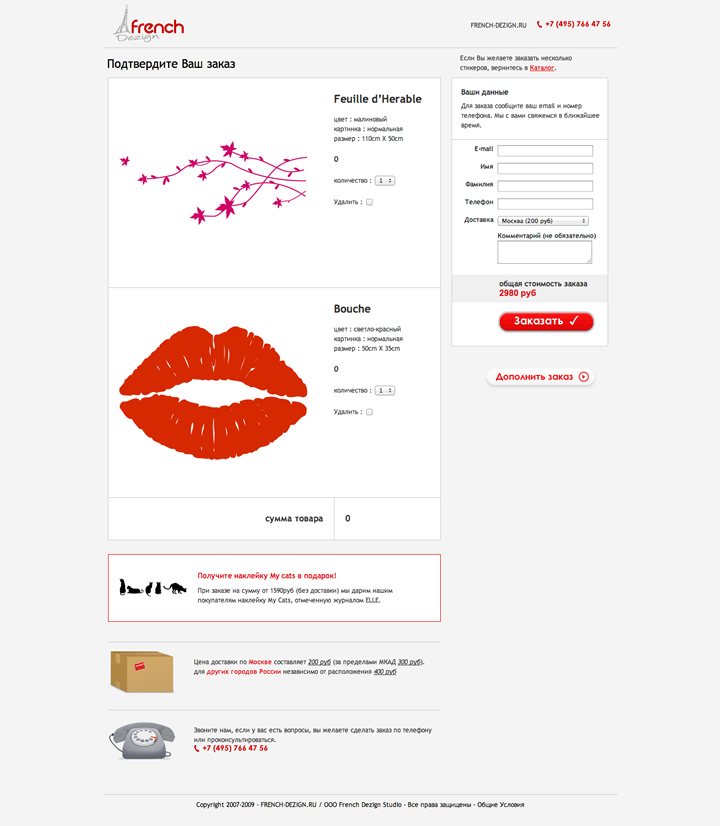 french
Dezign
FRENCH-DEZIGN.RU
+7 (495) 766 47 56
Подтвердите Ваш заказ
Если Вы желаете заказать несколько
стикеров, вернитесь в Каталог.
Feuille d’Herable
цвет : малиновый
картинка : нормальная
размер : 110cm X 50cm
0
количество : 1
Удалить :
Bouche
цвет : светло-красный
картинка : нормальная
размер : 50cm X 35cm
0
количество : 1
Удалить :
сумма товара 0
Ваши данные
Для заказа сообщите ваш email и номер
телефона. Мы с вами свяжемся в ближайшее
время.
E-mail
Имя
Фамилия
Телефон
Доставка Москва (200 руб)
Комментарий (не обязательно)
общая стоимость заказа
2980 руб
Заказать
Дополнить заказ
Получите наклейку My cats в подарок!
При заказе на сумму от 1590руб (без доставки) мы дарим нашим
покупателям наклейку My Cats, отмеченную журналом ELLE.
Цена доставки по Москве составляет 200 руб (за пределами МКАД 300 руб),
для других городов России независимо от расположения 400 руб
Звоните нам, если у вас есть вопросы, вы желаете сделать заказ по телефону
или проконсультироваться.
+7 (495) 766 47 56
Copyright 2007-2009 - FRENCH-DEZIGN.RU / ООО French Dezign Studio - Все права защищены - Общие Условия